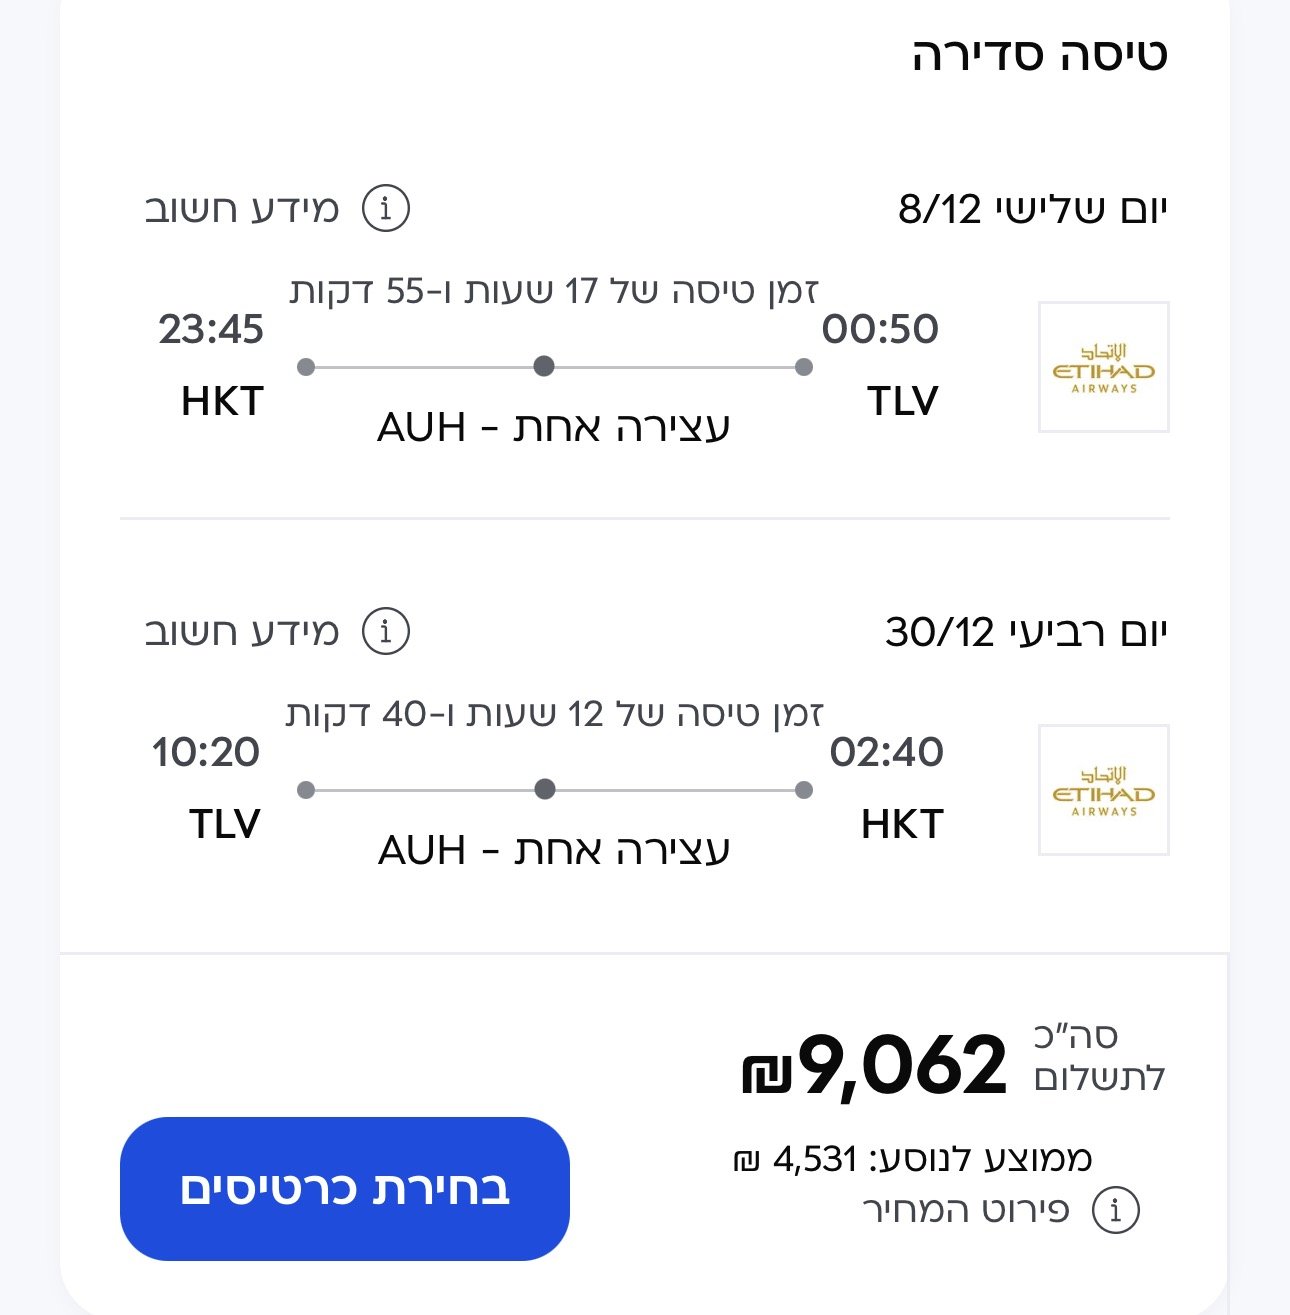 טיסה סדירה
יום שלישי 8/12
מידע חשוב
זמן טיסה של 17 שעות ו-55 דקות
00:50
23:45
TLV
HKT
עצירה אחת - AUH
الإتحاد
ETIHAD
AIRWAYS
יום רביעי 30/12
מידע חשוב
זמן טיסה של 12 שעות ו-40 דקות
02:40
10:20
HKT
TLV
עצירה אחת - AUH
الإتحاد
ETIHAD
AIRWAYS
סה"כ
לתשלום
₪9,062
ממוצע לנוסע: 4,531 ₪
פירוט המחיר
בחירת כרטיסים